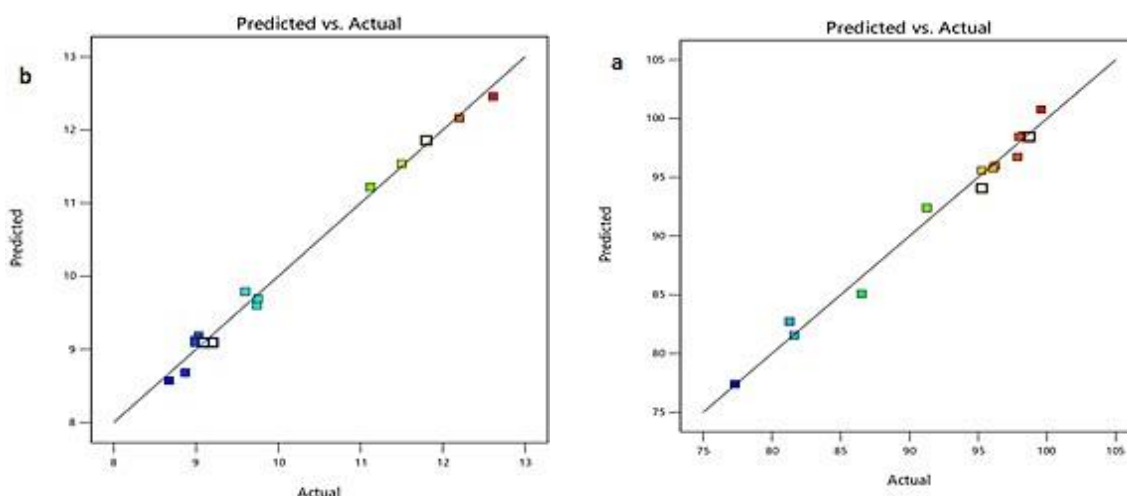 Predicted vs. Actual
b
13
12
11
10
9
8
Predicted
8 9 10 11 12 13
Actual
Predicted vs. Actual
a
105
100
95
90
85
80
75
Predicted
75 80 85 90 95 100 105
Actual